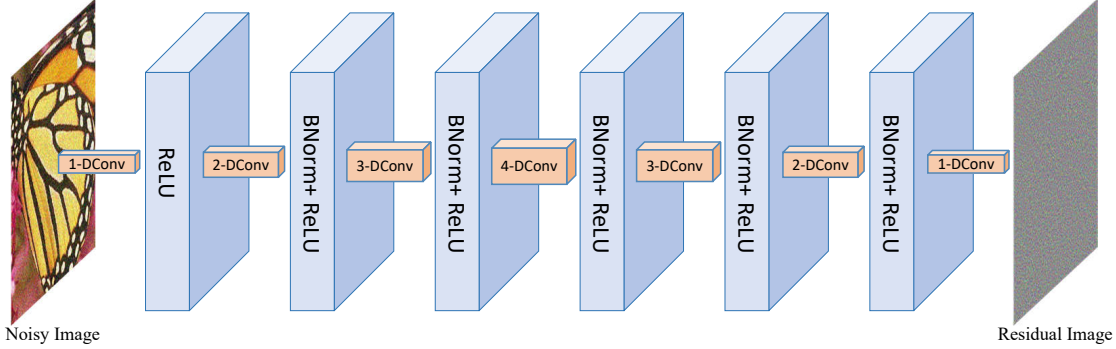 1-DConv
ReLU
2-DConv
BNorm+ ReLU
3-DConv
BNorm+ ReLU
4-DConv
BNorm+ ReLU
3-DConv
BNorm+ ReLU
2-DConv
BNorm+ ReLU
1-DConv
Noisy Image
Residual Image